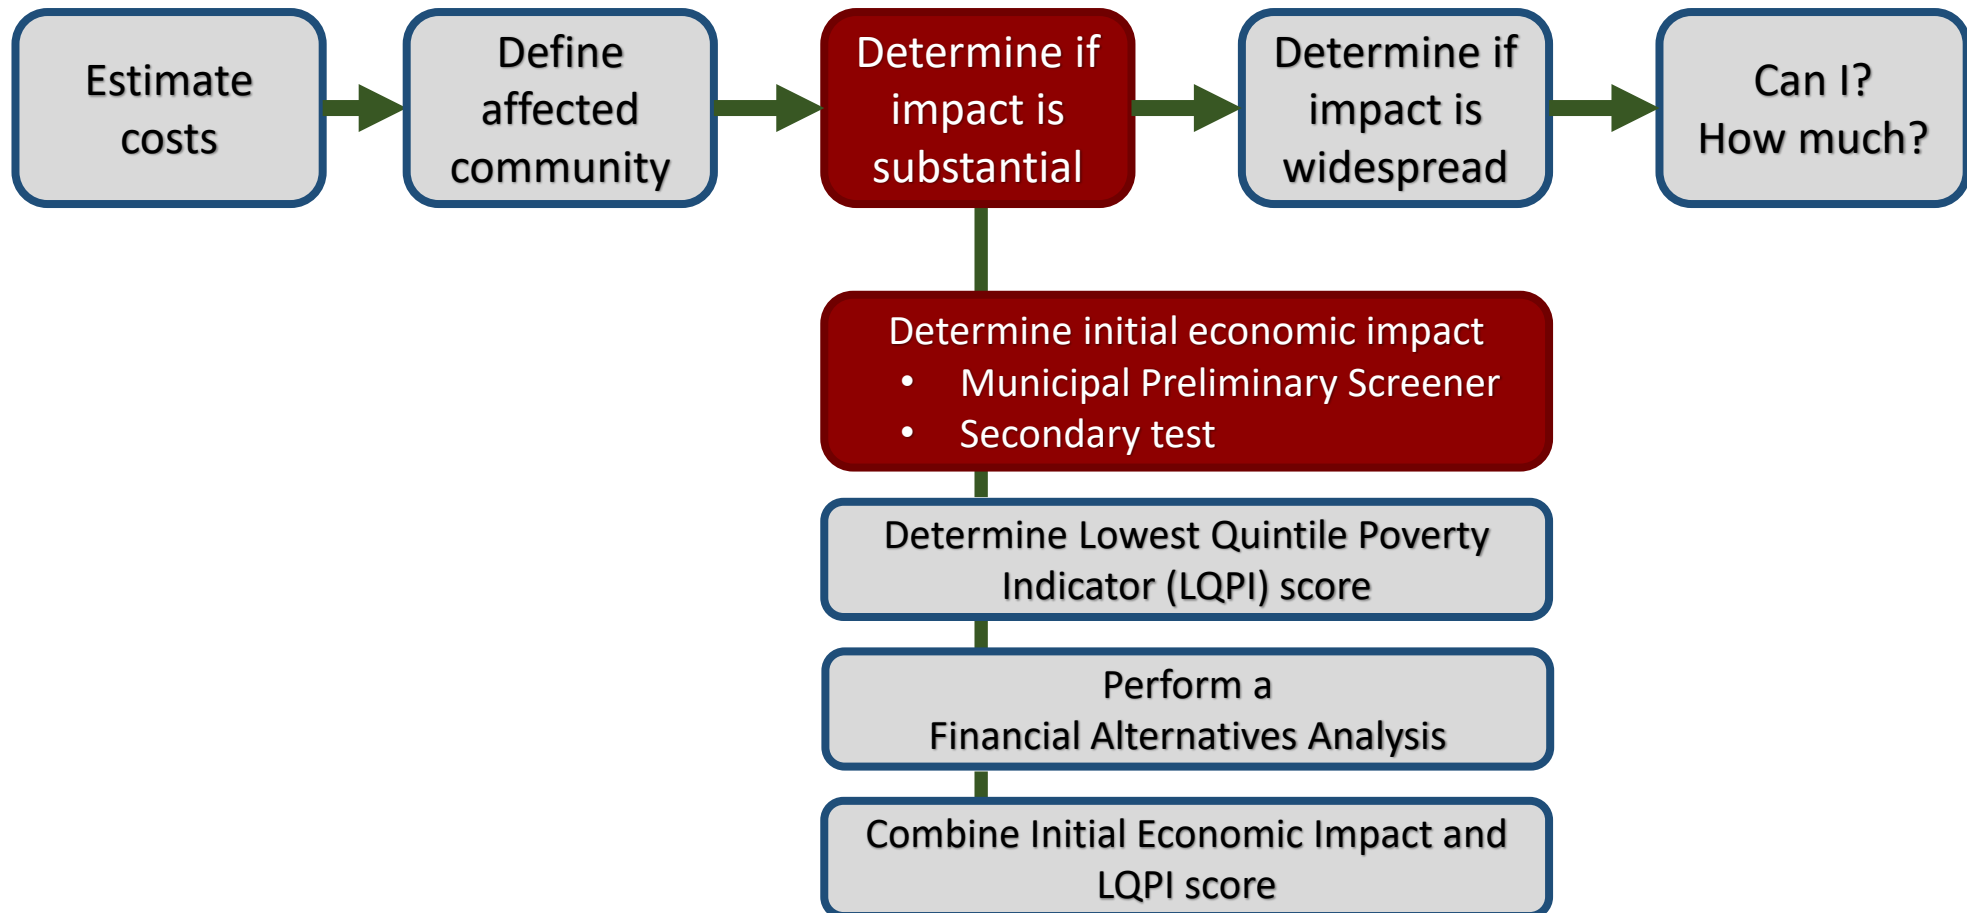 Estimate
costs
Define
affected
community
Determine if
impact is
substantial
Determine if
impact is
widespread
Can I?
How much?
Determine initial economic impact
• Municipal Preliminary Screener
• Secondary test
Determine Lowest Quintile Poverty
Indicator (LQPI) score
Perform a
Financial Alternatives Analysis
Combine Initial Economic Impact and
LQPI score